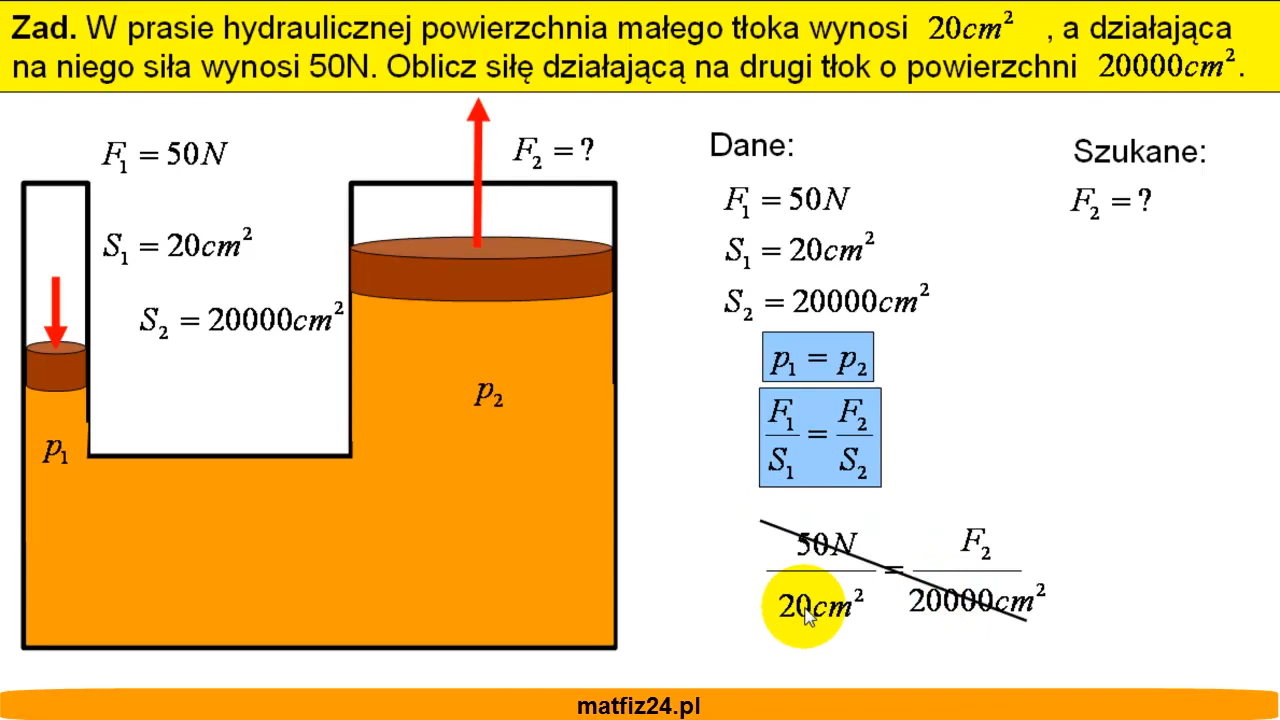 Zad. W prasie hydraulicznej powierzchnia małego tłoka wynosi 20cm² , a działająca
na niego siła wynosi 50N. Oblicz siłę działającą na drugi tłok o powierzchni 20000cm².
F₁ = 50N
F₂ = ?
S₁ = 20cm²
S₂ = 20000cm²
p₁
p₂
Dane:
Szukane:
F₁ = 50N
F₂ = ?
S₁ = 20cm²
S₂ = 20000cm²
p₁ = p₂
F₁/S₁ = F₂/S₂
50N/20cm² = F₂/20000cm²
matfiz24.pl